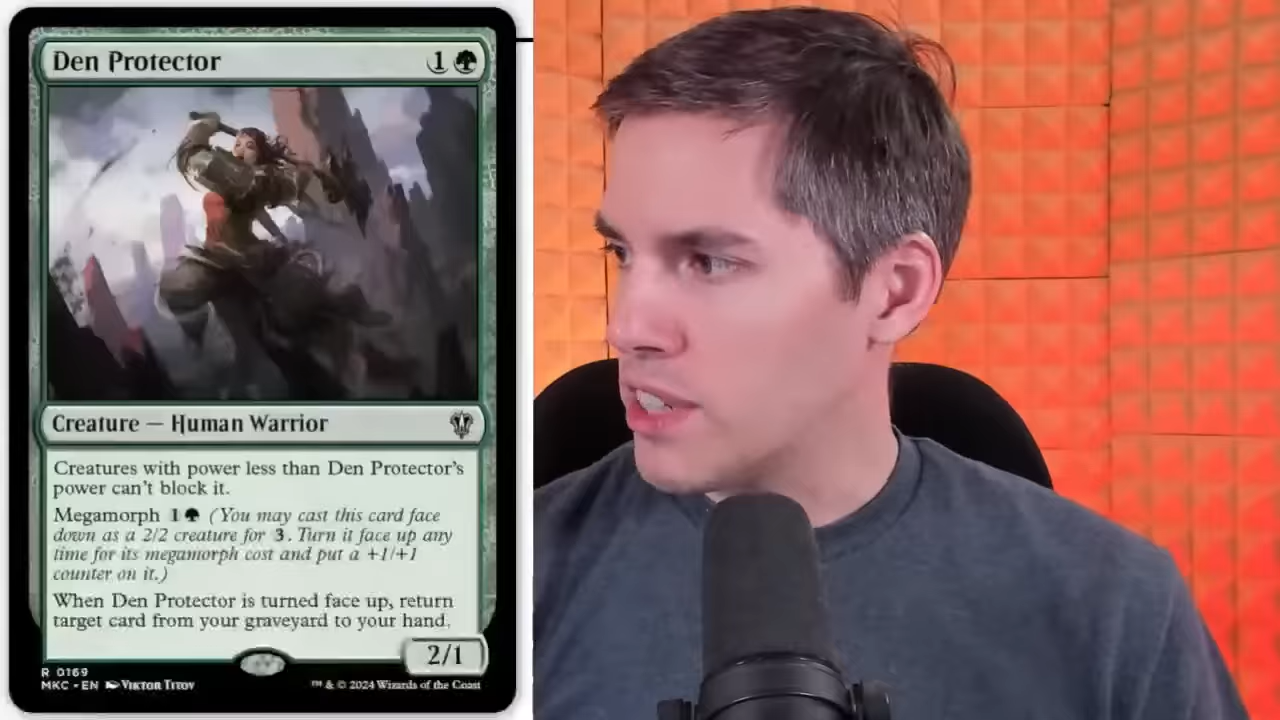 Den Protector 1
Creature — Human Warrior
Creatures with power less than Den Protector's
power can't block it.
Megamorph 1 (You may cast this card face
down as a 2/2 creature for 3. Turn it face up any
time for its megamorph cost and put a +1/+1
counter on it.)
When Den Protector is turned face up, return
target card from your graveyard to your hand.
2/1
R 0169
MKC • EN Viktor Titov
™ & © 2024 Wizards of the Coast